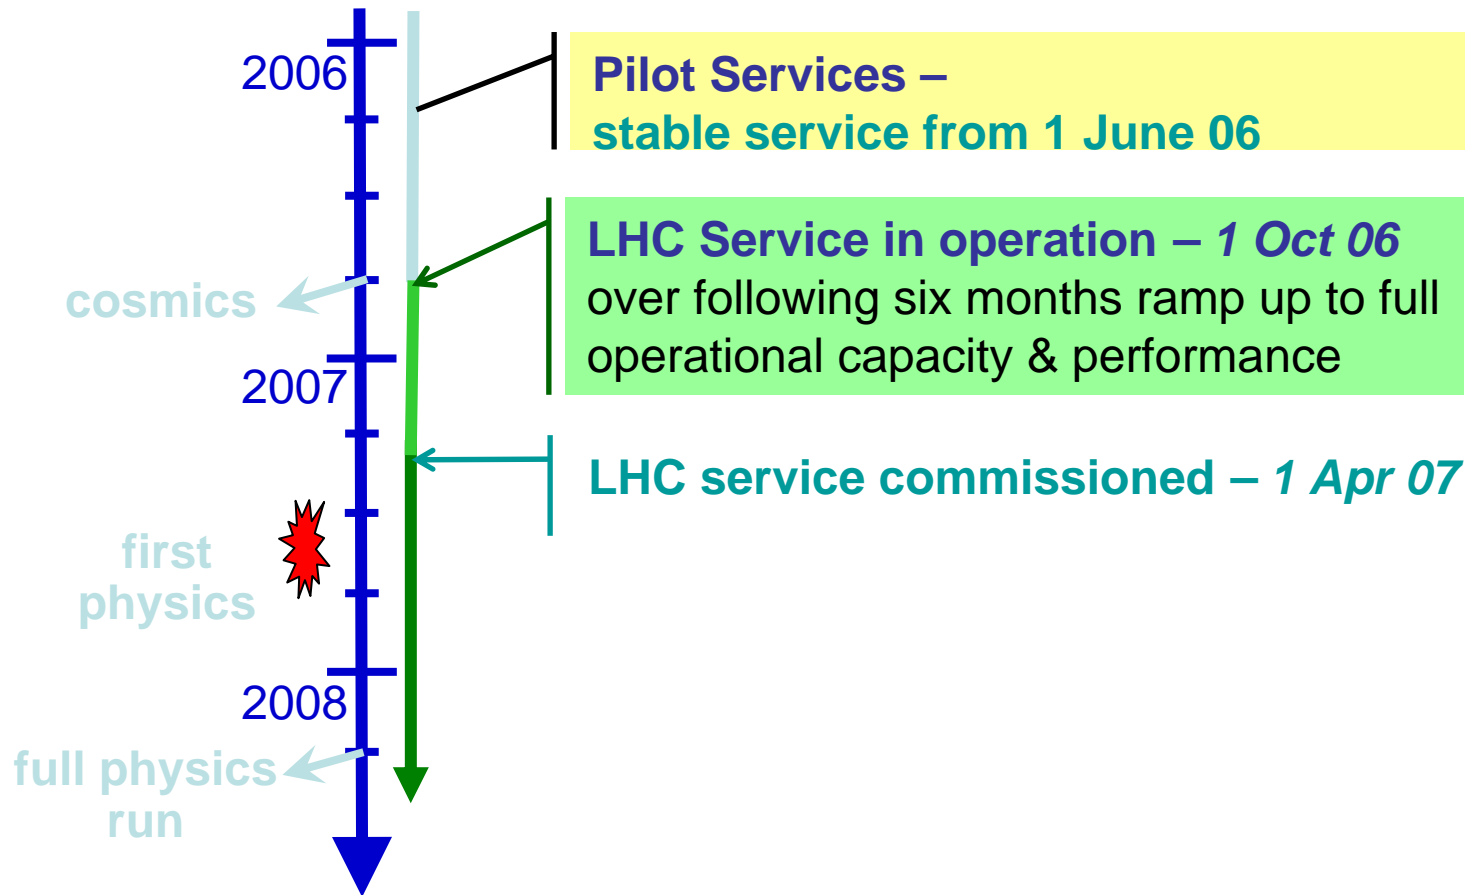 2006
Pilot Services –
stable service from 1 June 06
LHC Service in operation – 1 Oct 06
over following six months ramp up to full
operational capacity & performance
cosmics
2007
LHC service commissioned – 1 Apr 07
first
physics
2008
full physics
run